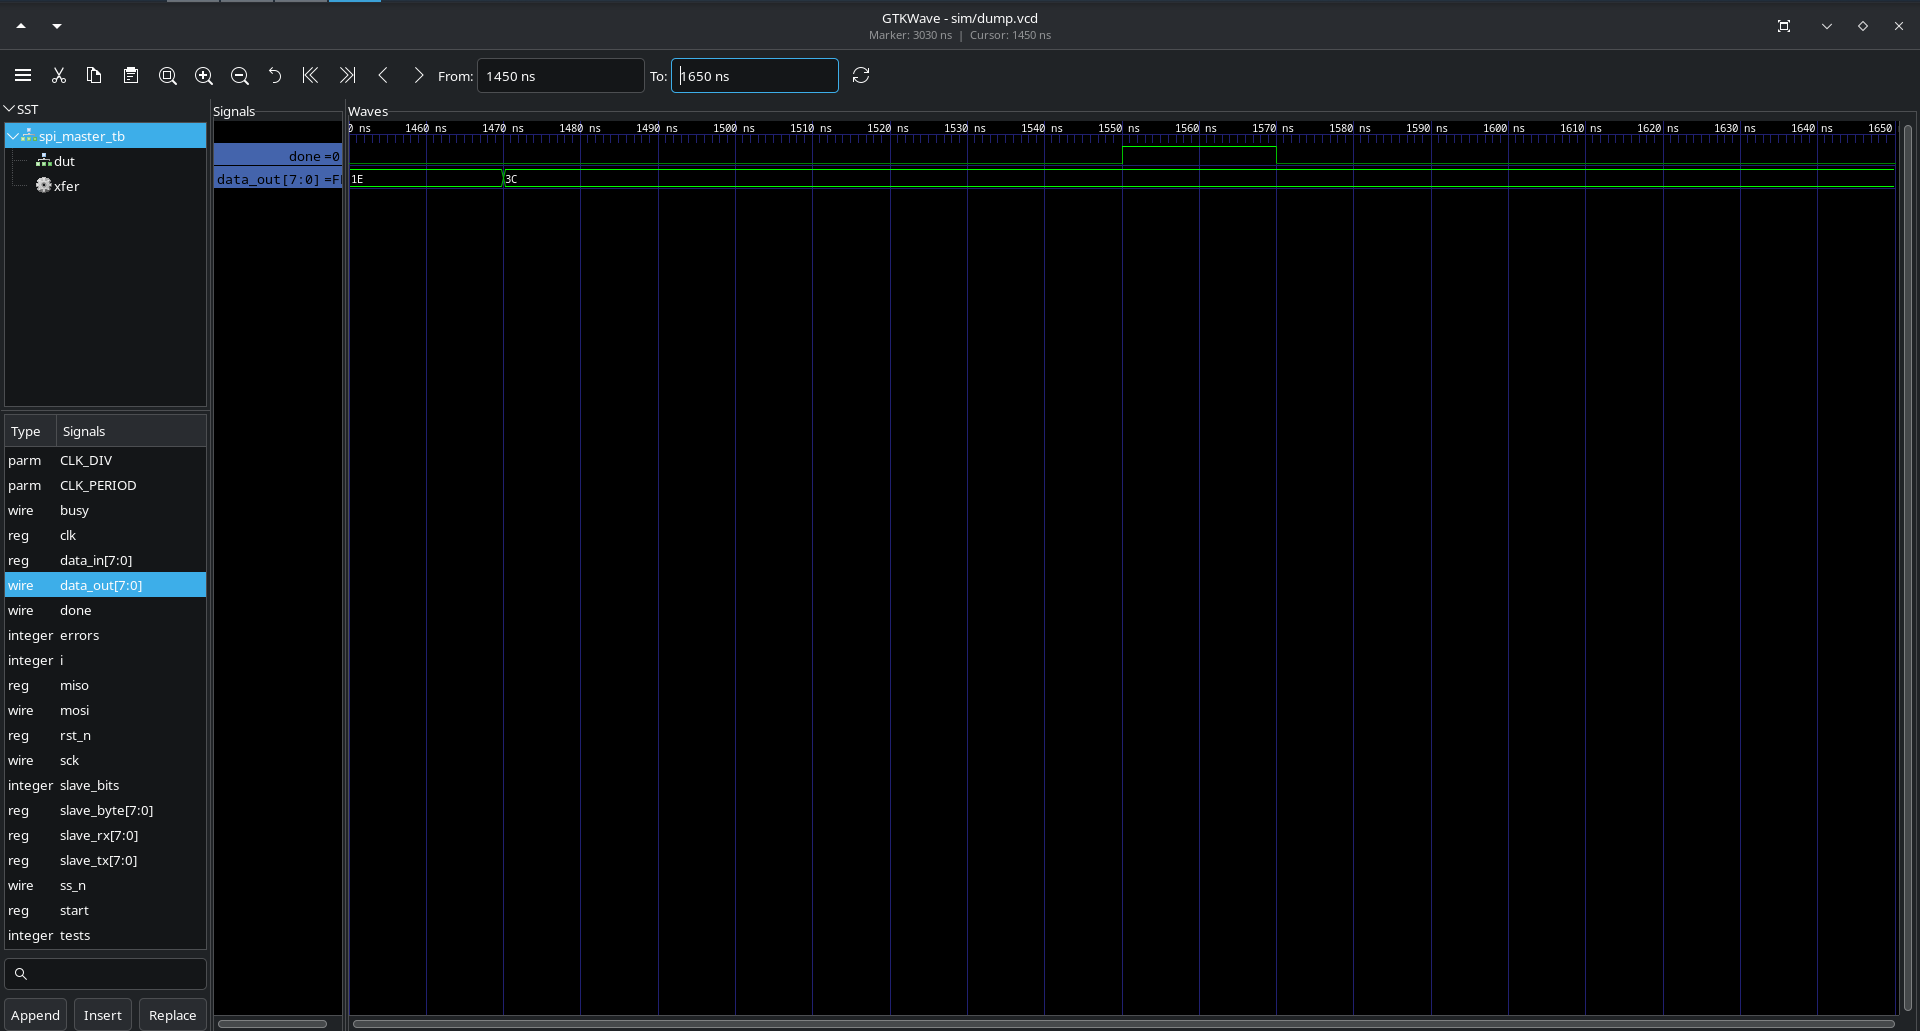 GTKWave - sim/dump.vcd
Marker: 3030 ns | Cursor: 1450 ns
From: 1450 ns To: 1650 ns
SST
spi_master_tb
dut
xfer
Signals
done =0
data_out[7:0] =F
Waves
0 ns 1460 ns 1470 ns 1480 ns 1490 ns 1500 ns 1510 ns 1520 ns 1530 ns 1540 ns 1550 ns 1560 ns 1570 ns 1580 ns 1590 ns 1600 ns 1610 ns 1620 ns 1630 ns 1640 ns 1650
1E 3C
Type Signals
parm CLK_DIV
parm CLK_PERIOD
wire busy
reg clk
reg data_in[7:0]
wire data_out[7:0]
wire done
integer errors
integer i
reg miso
wire mosi
reg rst_n
wire sck
integer slave_bits
reg slave_byte[7:0]
reg slave_rx[7:0]
reg slave_tx[7:0]
wire ss_n
reg start
integer tests
Append Insert Replace